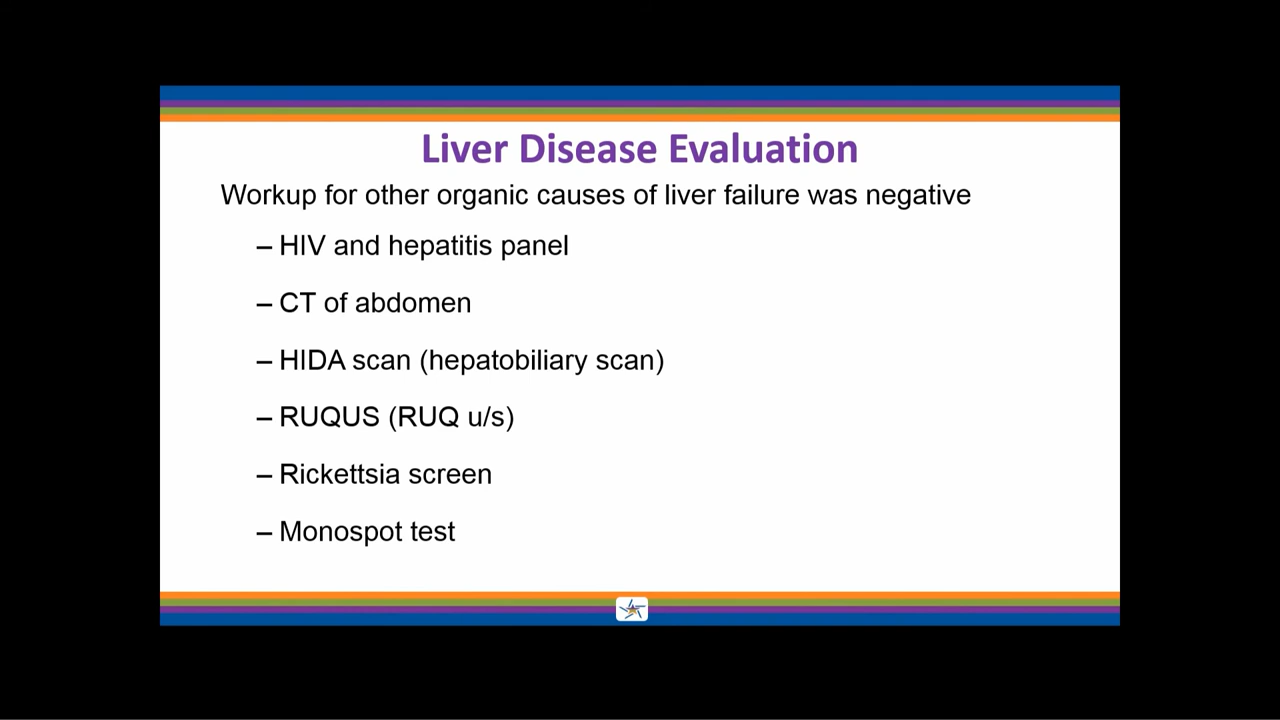 Liver Disease Evaluation
Workup for other organic causes of liver failure was negative
– HIV and hepatitis panel
– CT of abdomen
– HIDA scan (hepatobiliary scan)
– RUQUS (RUQ u/s)
– Rickettsia screen
– Monospot test